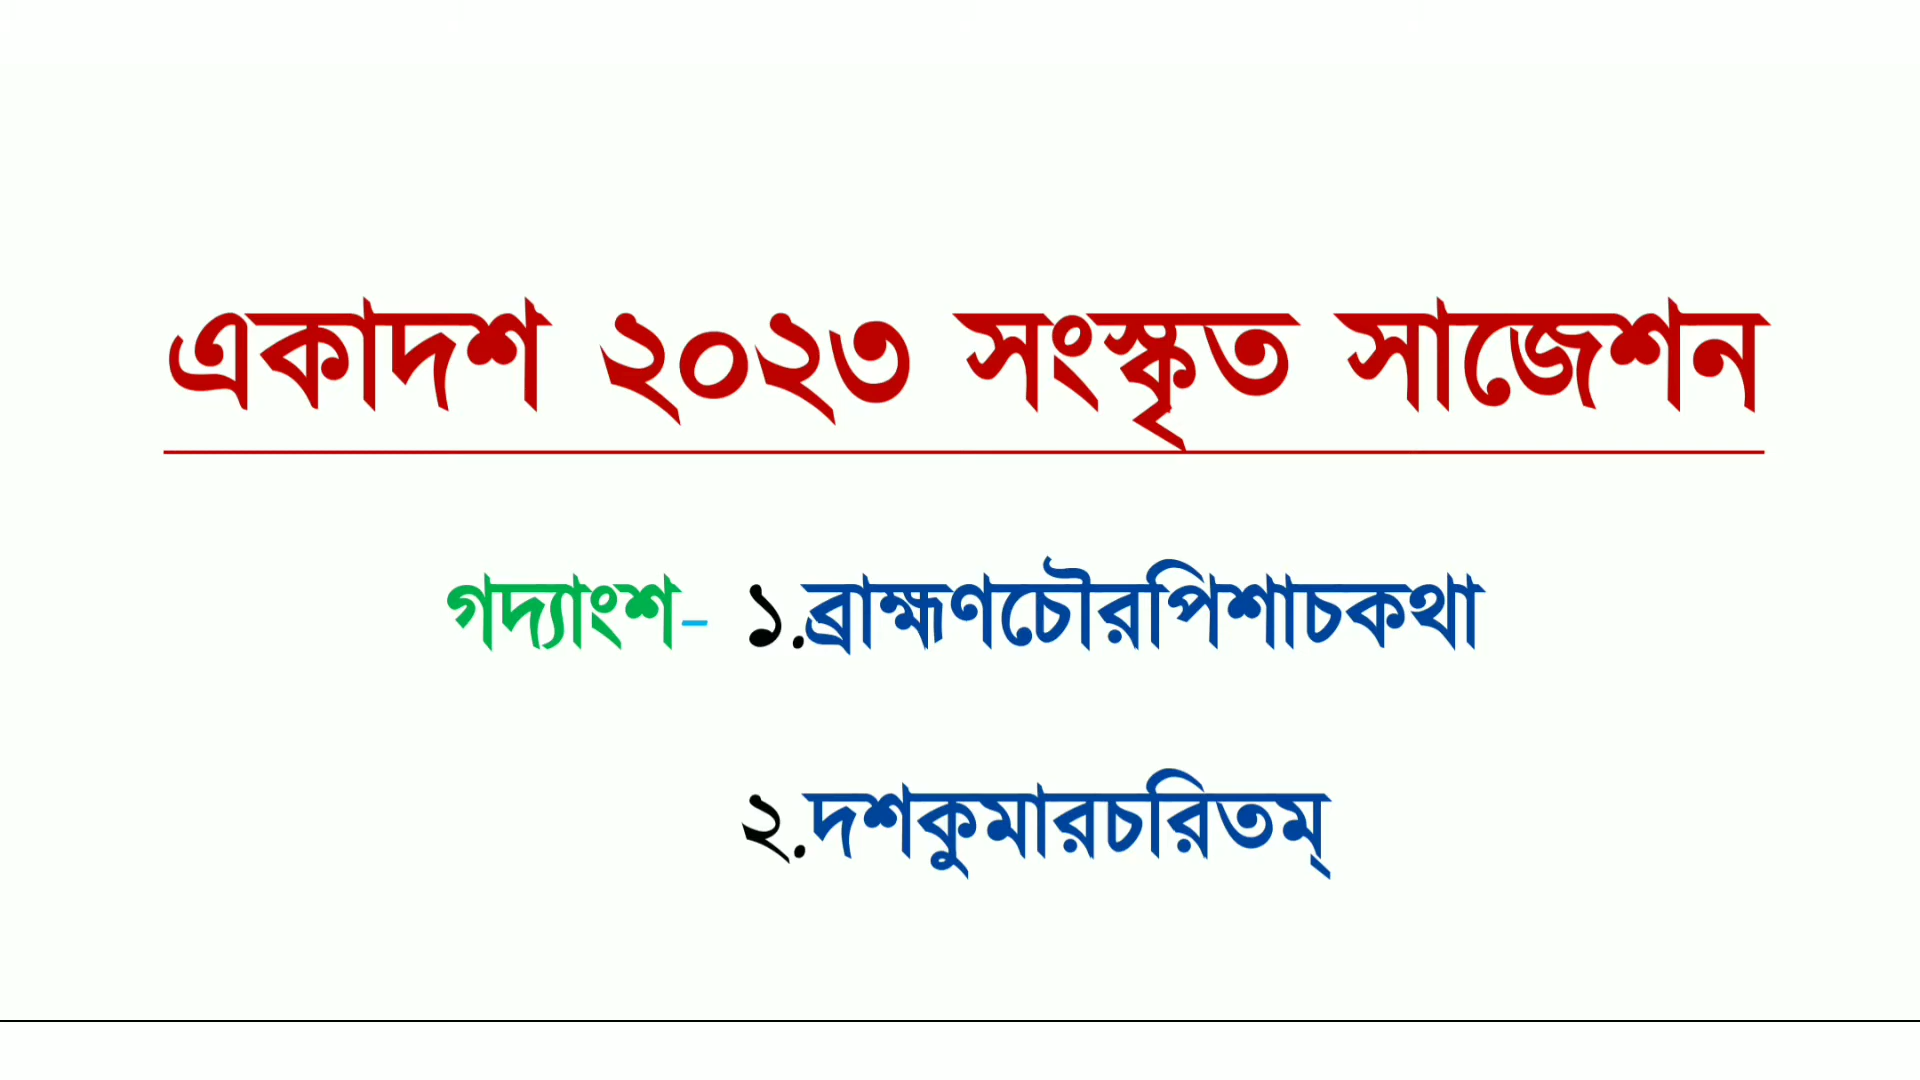 একাদশ ২০২৩ সংস্কৃত সাজেশন
গদ্যাংশ- ১.ব্রাহ্মণচৌরপিশাচকথা
২.দশকুমারচরিতম্